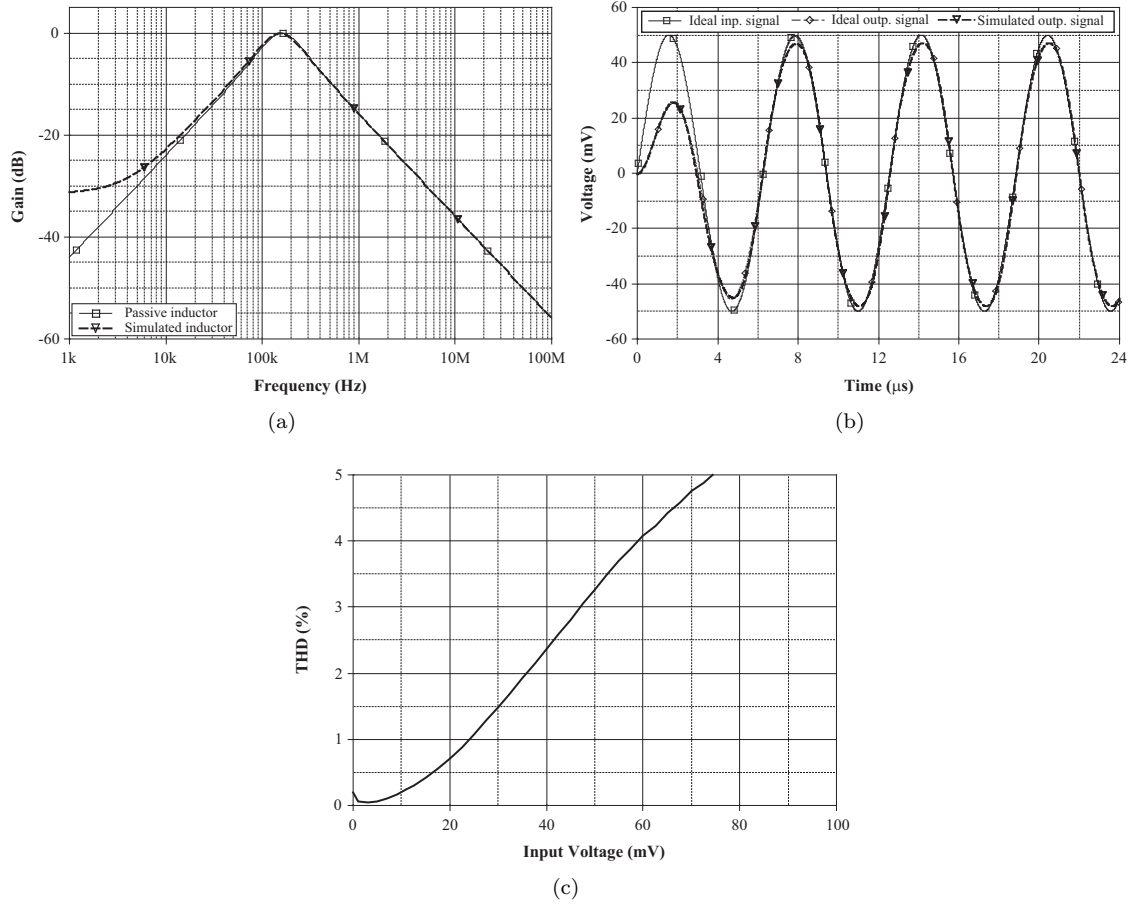 0
-20
-40
-60
Gain (dB)
Passive inductor
Simulated inductor
1k 10k 100k 1M 10M 100M
Frequency (Hz)
(a)
Ideal inp. signal Ideal outp. signal Simulated outp. signal
60
40
20
0
-20
-40
-60
Voltage (mV)
0 4 8 12 16 20 24
Time (μs)
(b)
5
4
3
2
1
0
THD (%)
0 20 40 60 80 100
Input Voltage (mV)
(c)